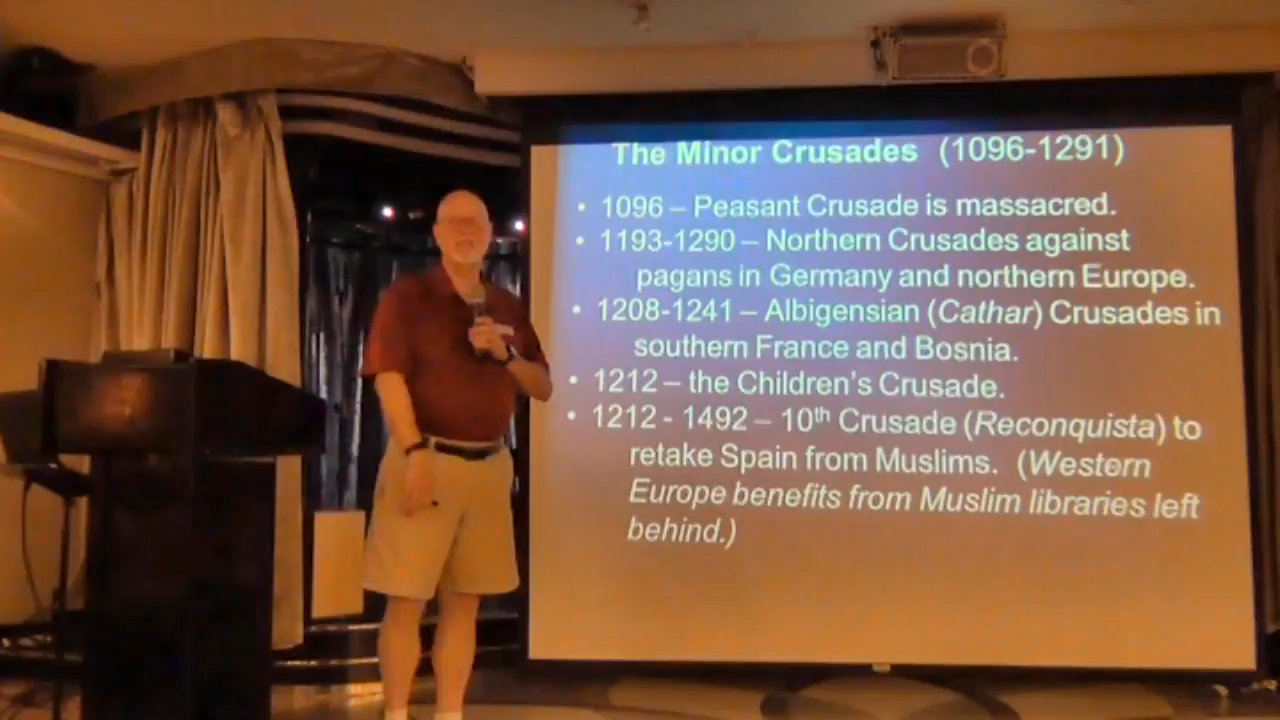 The Minor Crusades (1096-1291)
• 1096 – Peasant Crusade is massacred.
• 1193-1290 – Northern Crusades against
pagans in Germany and northern Europe.
• 1208-1241 – Albigensian (Cathar) Crusades in
southern France and Bosnia.
• 1212 – the Children's Crusade.
• 1212 - 1492 – 10th Crusade (Reconquista) to
retake Spain from Muslims. (Western
Europe benefits from Muslim libraries left
behind.)